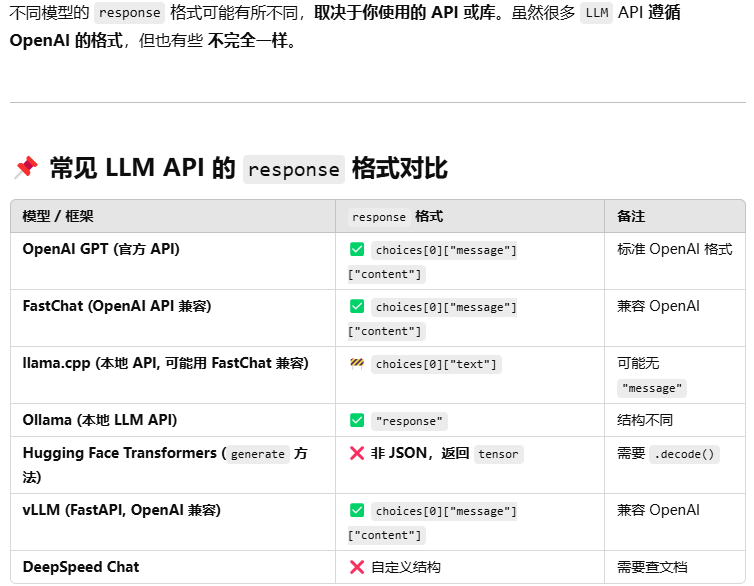 不同模型的 response 格式可能有所不同，取决于你使用的 API 或库。虽然很多 LLM API 遵循
OpenAI 的格式，但也有些 不完全一样。
📌 常见 LLM API 的 response 格式对比
模型 / 框架 response 格式 备注
OpenAI GPT (官方 API) ✅ choices[0]["message"] 标准 OpenAI 格式
["content"]
FastChat (OpenAI API 兼容) ✅ choices[0]["message"] 兼容 OpenAI
["content"]
llama.cpp (本地 API, 可能用 FastChat 兼容) 🚧 choices[0]["text"] 可能无
"message"
Ollama (本地 LLM API) ✅ "response" 结构不同
Hugging Face Transformers ( generate 方 ❌ 非 JSON，返回 tensor 需要 .decode()
法)
vLLM (FastAPI, OpenAI 兼容) ✅ choices[0]["message"] 兼容 OpenAI
["content"]
DeepSpeed Chat ❌ 自定义结构 需要查文档